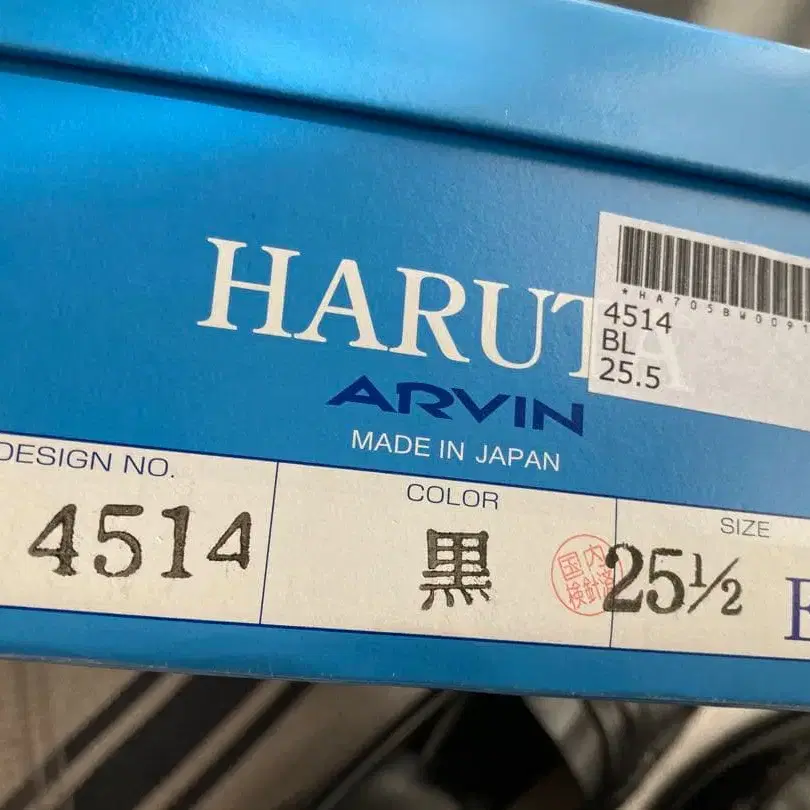 HARUTA
*HA705BW0091
4514
BL
25.5
ARVIN
MADE IN JAPAN
DESIGN NO.
4514
COLOR
黒
国内
検針済
SIZE
25½
E